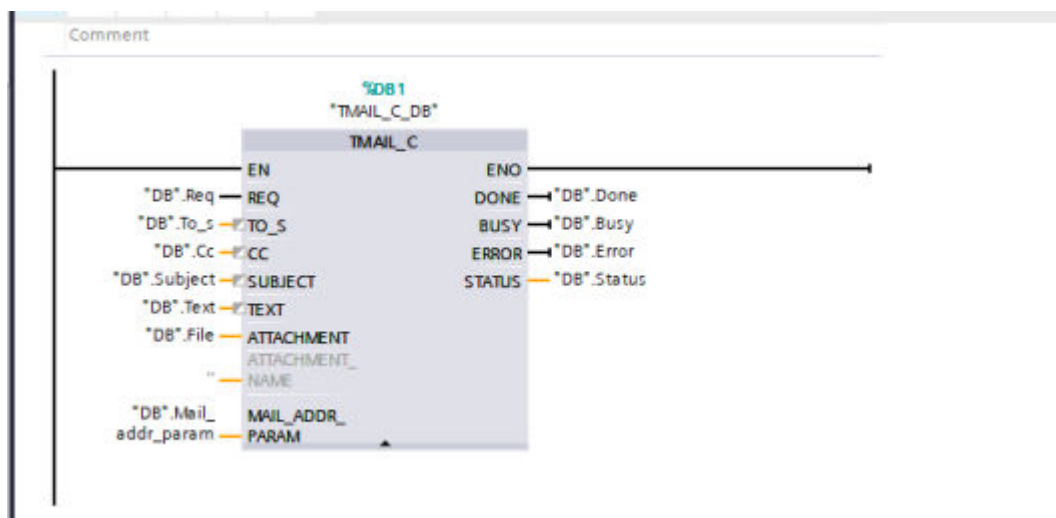 Comment
%DB1
"TMAIL_C_DB"
TMAIL_C
EN ENO
"DB".Req REQ DONE "DB".Done
"DB".To_s TO_S BUSY "DB".Busy
"DB".Cc CC ERROR "DB".Error
"DB".Subject SUBJECT STATUS "DB".Status
"DB".Text TEXT
"DB".File ATTACHMENT
ATTACHMENT_
'' NAME
"DB".Mail_ MAIL_ADDR_
addr_param PARAM